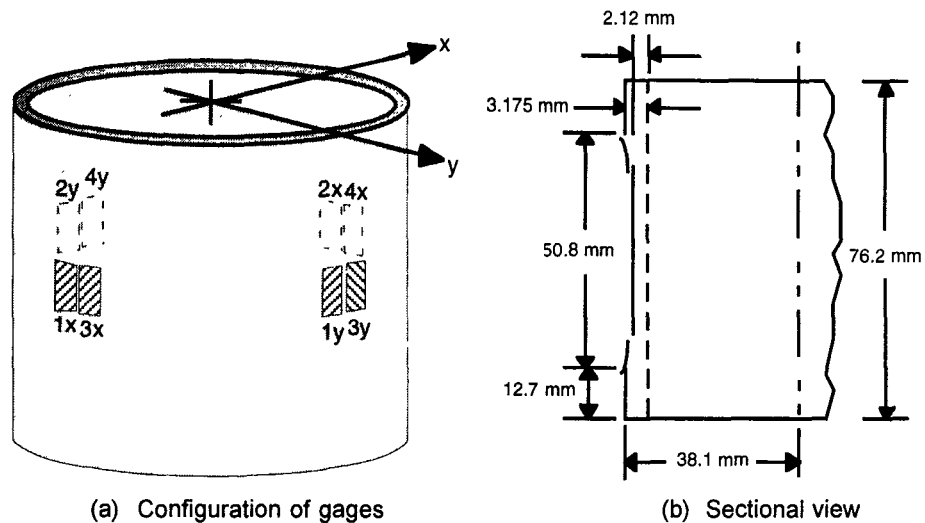 x
y
2y 4y
2x 4x
1x 3x
1y 3y
(a) Configuration of gages
2.12 mm
3.175 mm
50.8 mm
76.2 mm
12.7 mm
38.1 mm
(b) Sectional view